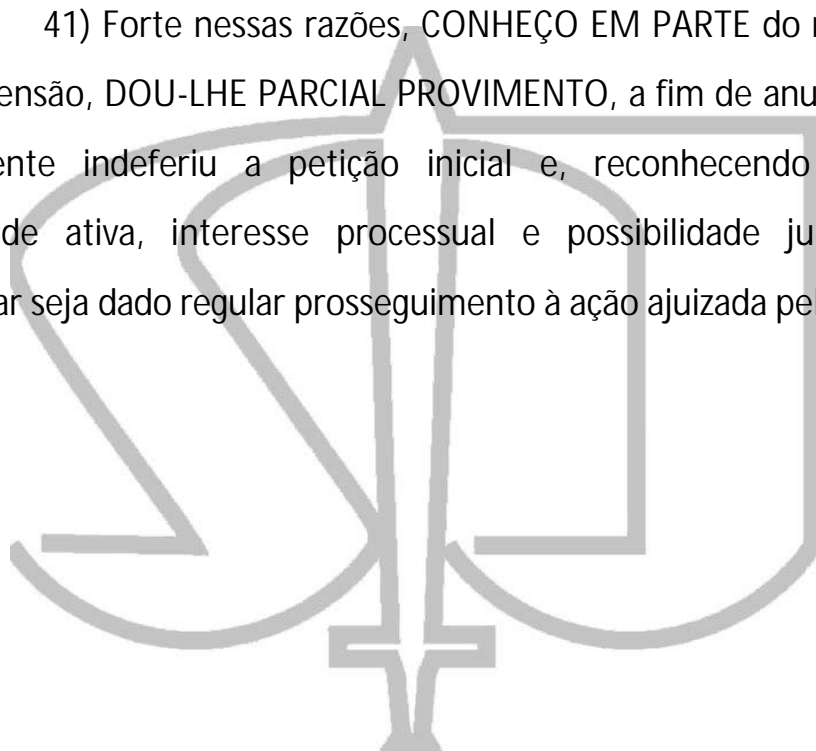 41) Forte nessas razões, CONHEÇO EM PARTE do
ensão, DOU-LHE PARCIAL PROVIMENTO, a fim de anu
ente indeferiu a petição inicial e, reconhecendo
de ativa, interesse processual e possibilidade ju
ar seja dado regular prosseguimento à ação ajuizada pel